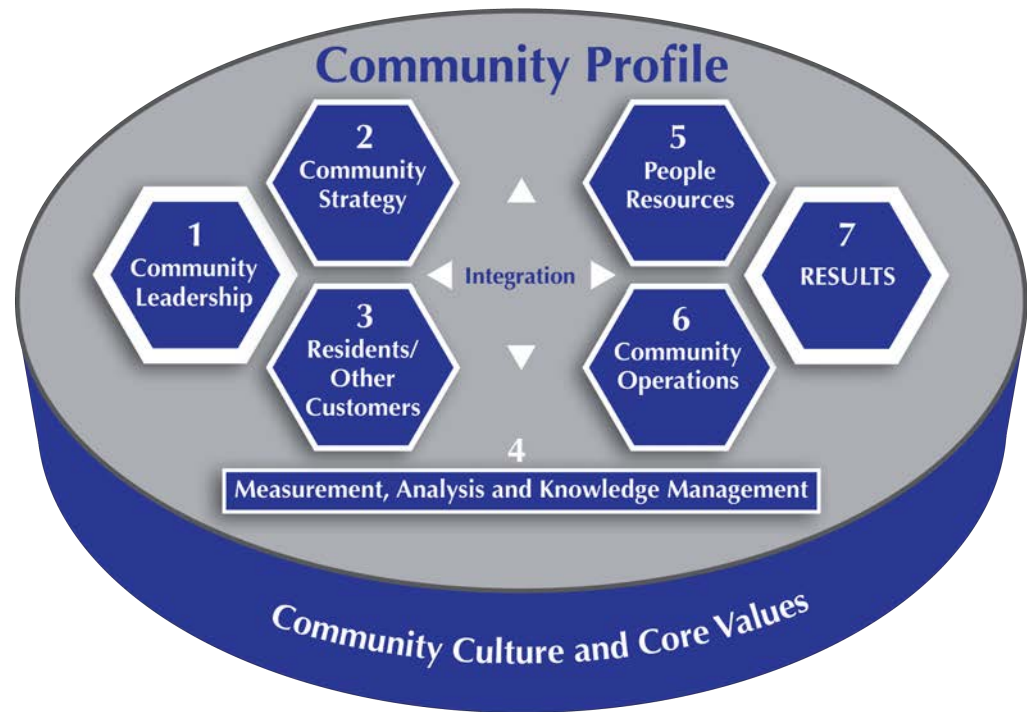 Community Profile
1
Community
Leadership
2
Community
Strategy
3
Residents/
Other
Customers
Integration
5
People
Resources
6
Community
Operations
7
RESULTS
4
Measurement, Analysis and Knowledge Management
Community Culture and Core Values